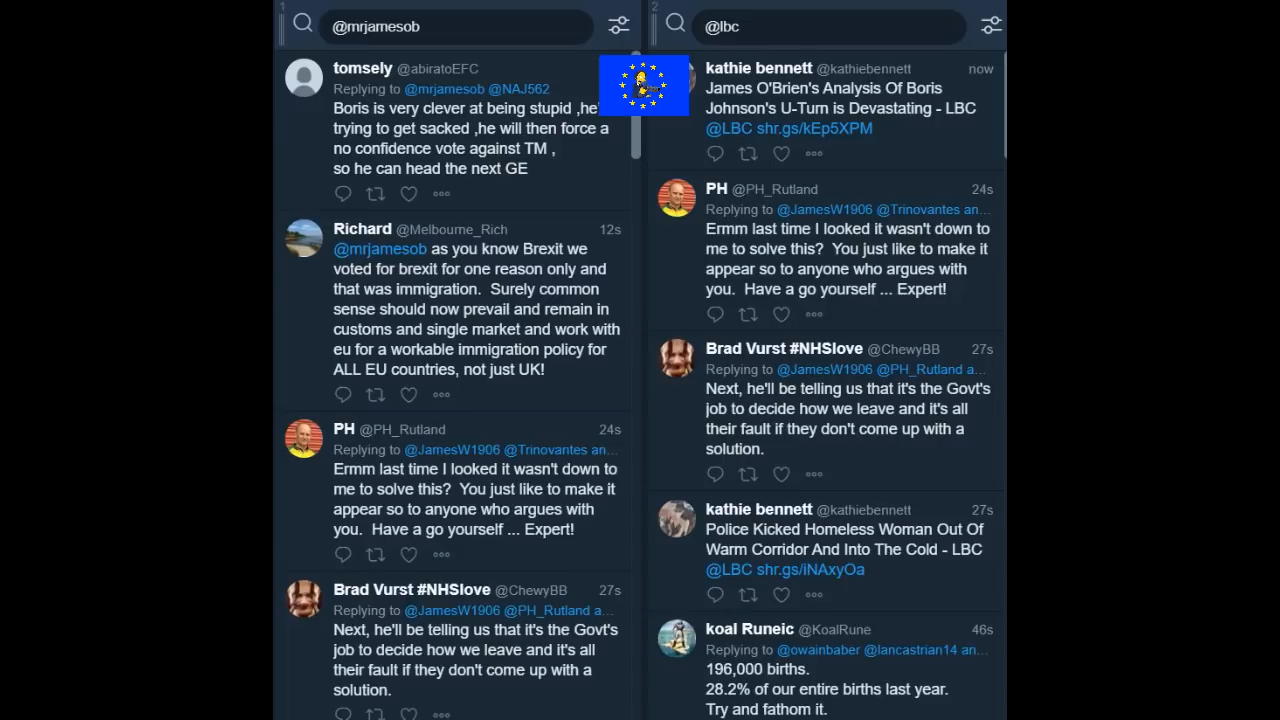 1
@mrjamesob
tomsely @abiratoEFC
Replying to @mrjamesob @NAJ562
Boris is very clever at being stupid ,he'
trying to get sacked ,he will then force a
no confidence vote against TM ,
so he can head the next GE
Richard @Melbourne_Rich 12s
@mrjamesob as you know Brexit we
voted for brexit for one reason only and
that was immigration.  Surely common
sense should now prevail and remain in
customs and single market and work with
eu for a workable immigration policy for
ALL EU countries, not just UK!
PH @PH_Rutland 24s
Replying to @JamesW1906 @Trinovantes an...
Ermm last time I looked it wasn't down to
me to solve this?  You just like to make it
appear so to anyone who argues with
you.  Have a go yourself ... Expert!
Brad Vurst #NHSlove @ChewyBB 27s
Replying to @JamesW1906 @PH_Rutland a...
Next, he'll be telling us that it's the Govt's
job to decide how we leave and it's all
their fault if they don't come up with a
solution.
2
@lbc
kathie bennett @kathiebennett now
James O'Brien's Analysis Of Boris
Johnson's U-Turn is Devastating - LBC
@LBC shr.gs/kEp5XPM
PH @PH_Rutland 24s
Replying to @JamesW1906 @Trinovantes an...
Ermm last time I looked it wasn't down to
me to solve this?  You just like to make it
appear so to anyone who argues with
you.  Have a go yourself ... Expert!
Brad Vurst #NHSlove @ChewyBB 27s
Replying to @JamesW1906 @PH_Rutland a...
Next, he'll be telling us that it's the Govt's
job to decide how we leave and it's all
their fault if they don't come up with a
solution.
kathie bennett @kathiebennett 27s
Police Kicked Homeless Woman Out Of
Warm Corridor And Into The Cold - LBC
@LBC shr.gs/iNAxyOa
koal Runeic @KoalRune 46s
Replying to @owainbaber @lancastrian14 an...
196,000 births.
28.2% of our entire births last year.
Try and fathom it.